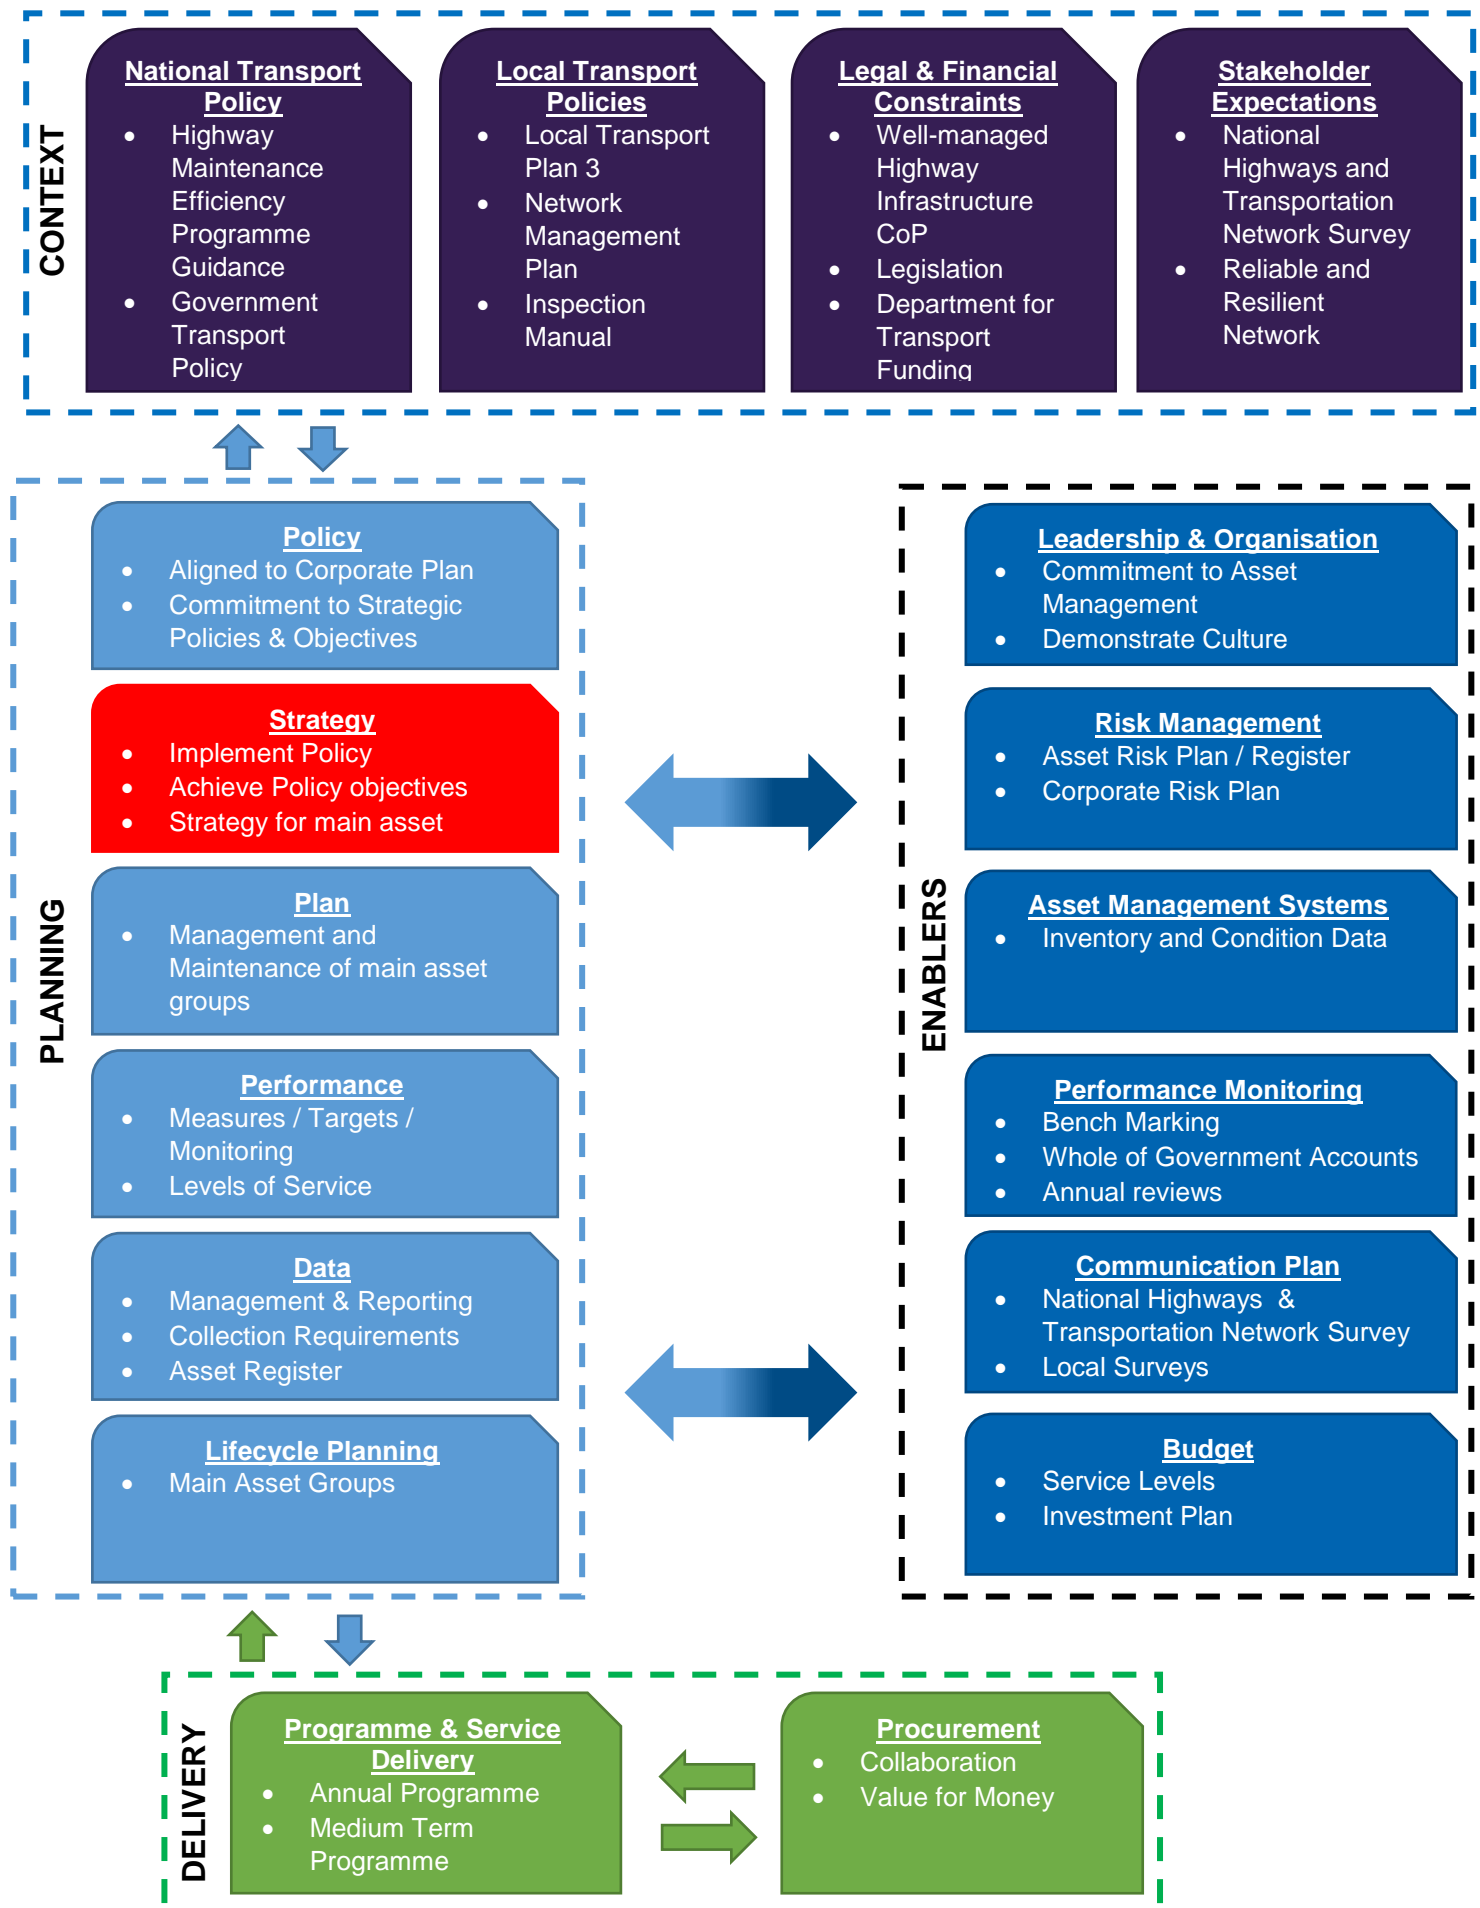 CONTEXT
National Transport
Policy
• Highway
Maintenance
Efficiency
Programme
Guidance
• Government
Transport
Policy
Local Transport
Policies
• Local Transport
Plan 3
• Network
Management
Plan
• Inspection
Manual
Legal & Financial
Constraints
• Well-managed
Highway
Infrastructure
CoP
• Legislation
• Department for
Transport
Funding
Stakeholder
Expectations
• National
Highways and
Transportation
Network Survey
• Reliable and
Resilient
Network
PLANNING
Policy
• Aligned to Corporate Plan
• Commitment to Strategic
Policies & Objectives
Strategy
• Implement Policy
• Achieve Policy objectives
• Strategy for main asset
Plan
• Management and
Maintenance of main asset
groups
Performance
• Measures / Targets /
Monitoring
• Levels of Service
Data
• Management & Reporting
• Collection Requirements
• Asset Register
Lifecycle Planning
• Main Asset Groups
ENABLERS
Leadership & Organisation
• Commitment to Asset
Management
• Demonstrate Culture
Risk Management
• Asset Risk Plan / Register
• Corporate Risk Plan
Asset Management Systems
• Inventory and Condition Data
Performance Monitoring
• Bench Marking
• Whole of Government Accounts
• Annual reviews
Communication Plan
• National Highways &
Transportation Network Survey
• Local Surveys
Budget
• Service Levels
• Investment Plan
DELIVERY
Programme & Service
Delivery
• Annual Programme
• Medium Term
Programme
Procurement
• Collaboration
• Value for Money